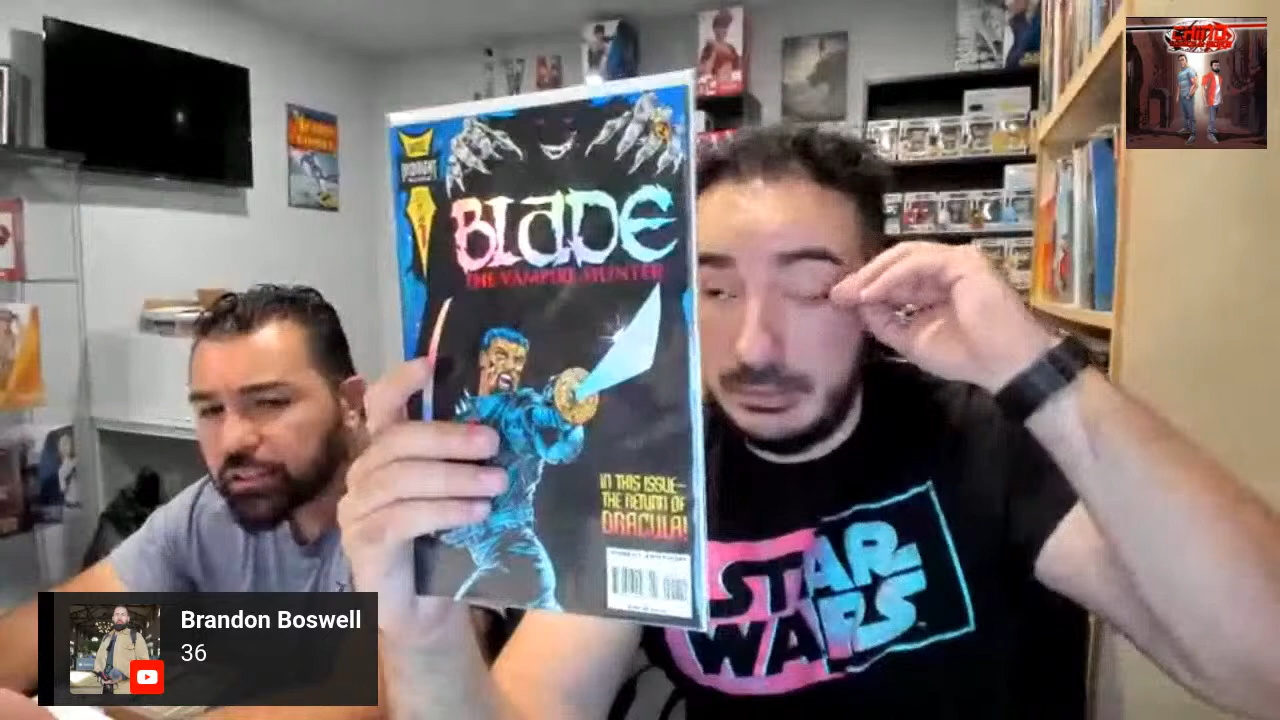 BLADE
THE VAMPIRE HUNTER
IN THIS ISSUE—
THE RETURN OF
DRACULA!
STAR
WARS
Brandon Boswell
36